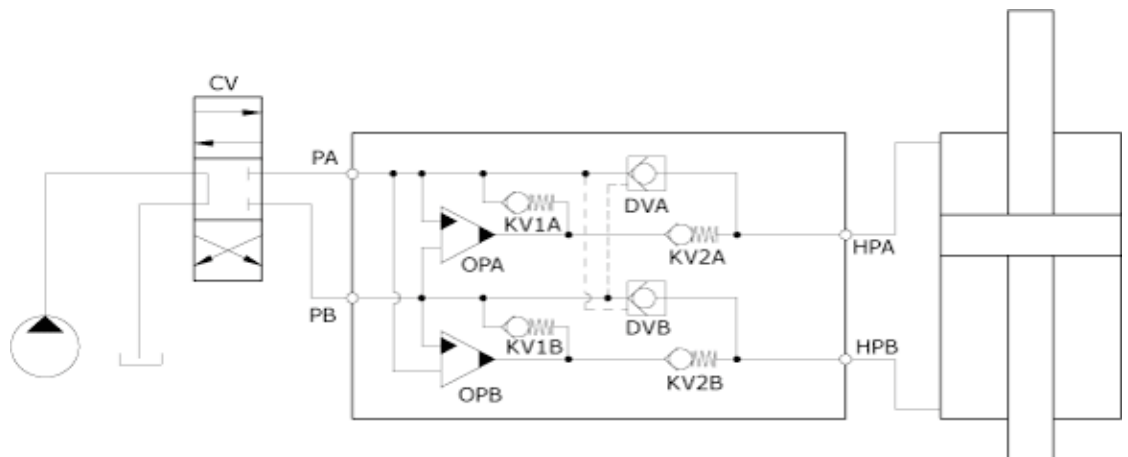 CV
PA
DVA
KV1A
OPA
KV2A
HPA
PB
DVB
KV1B
HPB
KV2B
OPB